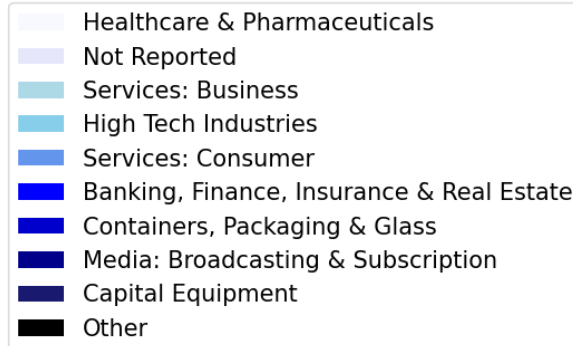 Healthcare & Pharmaceuticals
Not Reported
Services: Business
High Tech Industries
Services: Consumer
Banking, Finance, Insurance & Real Estate
Containers, Packaging & Glass
Media: Broadcasting & Subscription
Capital Equipment
Other